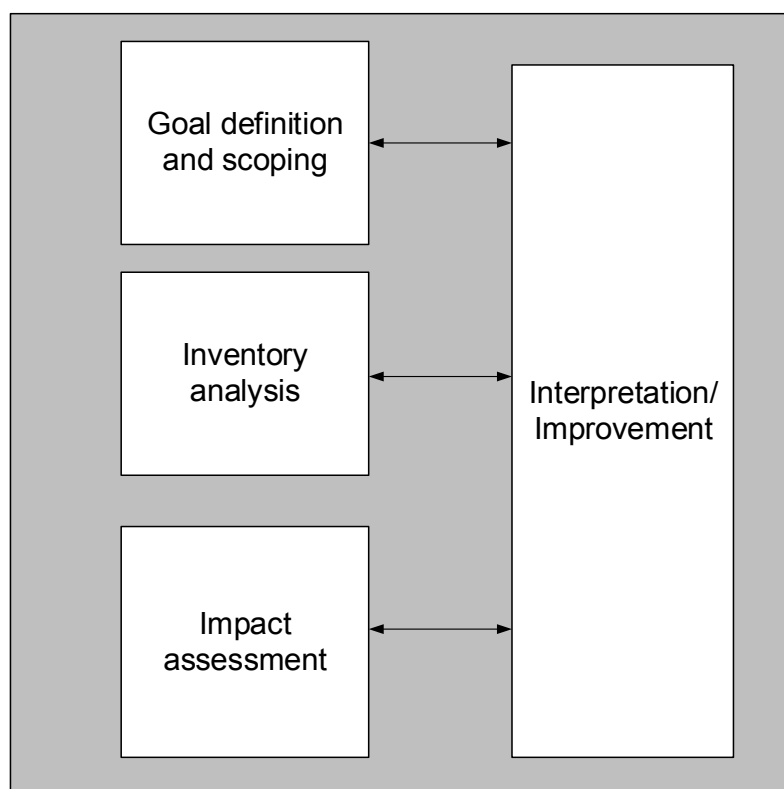 Goal definition
and scoping
Inventory
analysis
Interpretation/
Improvement
Impact
assessment